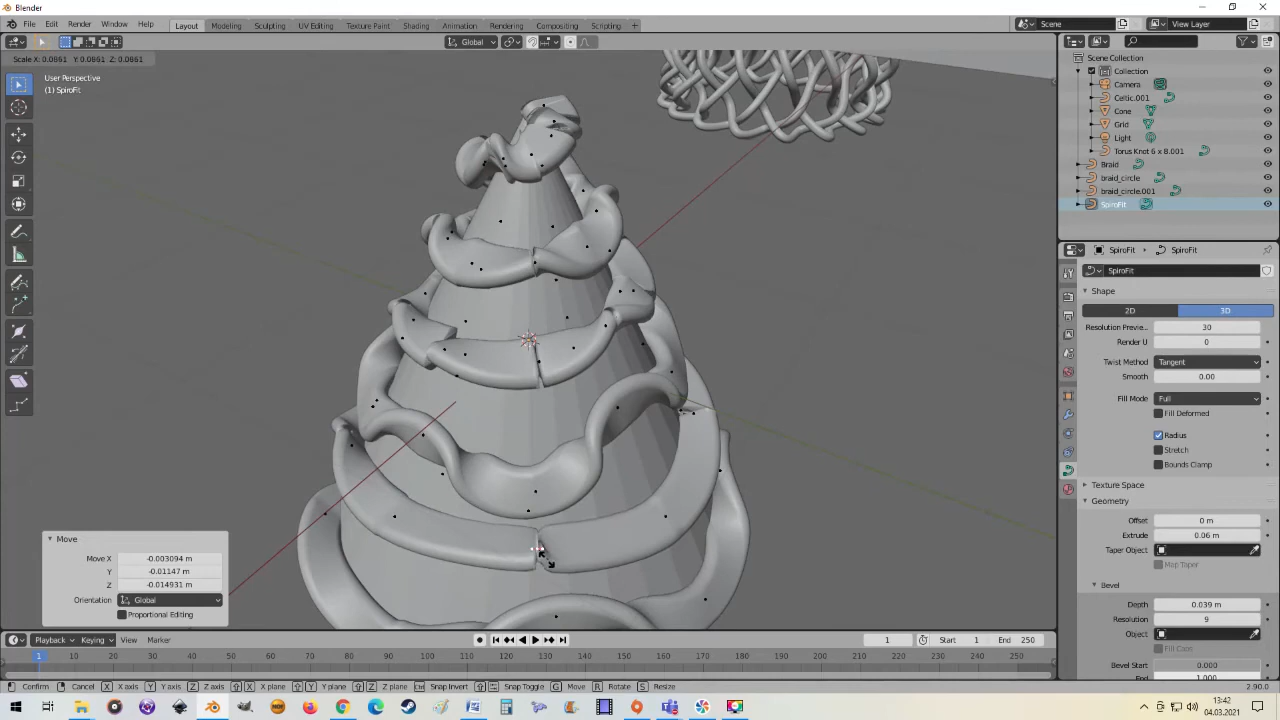 Blender
File Edit Render Window Help
Layout Modeling Sculpting UV Editing Texture Paint Shading Animation Rendering Compositing Scripting +
Scene
View Layer
Global
Scale X: 0.0861 Y: 0.0861 Z: 0.0861
User Perspective
(1) SpiroFit
Scene Collection
Collection
Camera
Celtic.001
Cone
Grid
Light
Torus Knot 6 x 8.001
Braid
braid_circle
braid_circle.001
SpiroFit
SpiroFit SpiroFit
SpiroFit
Shape
2D 3D
Resolution Previe... 30
Render U 0
Twist Method Tangent
Smooth 0.00
Fill Mode Full
Fill Deformed
Radius
Stretch
Bounds Clamp
Texture Space
Geometry
Offset 0 m
Extrude 0.06 m
Taper Object
Map Taper
Bevel
Depth 0.039 m
Resolution 9
Object
Fill Caps
Bevel Start 0.000
End 1.000
Move
Move X -0.003094 m
Y -0.01147 m
Z -0.014931 m
Orientation Global
Proportional Editing
Playback Keying View Marker
1 Start 1 End 250
1 10 20 30 40 50 60 70 80 90 100 110 120 130 140 150 160 170 180 190 200 210 220 230 240 250
Confirm Cancel X X axis Y Y axis Z Z axis X X plane Y Y plane Z Z plane Snap Invert Snap Toggle G Move R Rotate S Resize 2.90.0
13:42
04.03.2021